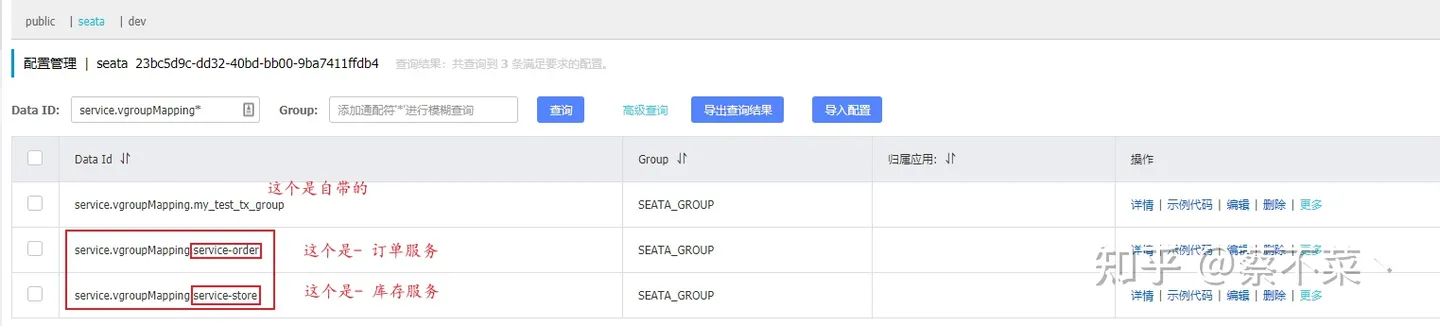 public | seata | dev
配置管理 | seata 23bc5d9c-dd32-40bd-bb00-9ba7411ffdb4 查询结果：共查询到 3 条满足要求的配置。
Data ID: service.vgroupMapping* Group: 添加通配符'*'进行模糊查询 查询 高级查询 导出查询结果 导入配置
Data Id Group 归属应用: 操作
这个是自带的
service.vgroupMapping.my_test_tx_group SEATA_GROUP 详情 | 示例代码 | 编辑 | 删除 | 更多
service.vgroupMapping.service-order 这个是- 订单服务 SEATA_GROUP 详情 | 示例代码 | 编辑 | 删除 | 更多
知乎 @蔡不菜丶
service.vgroupMapping.service-store 这个是- 库存服务 SEATA_GROUP 详情 | 示例代码 | 编辑 | 删除 | 更多